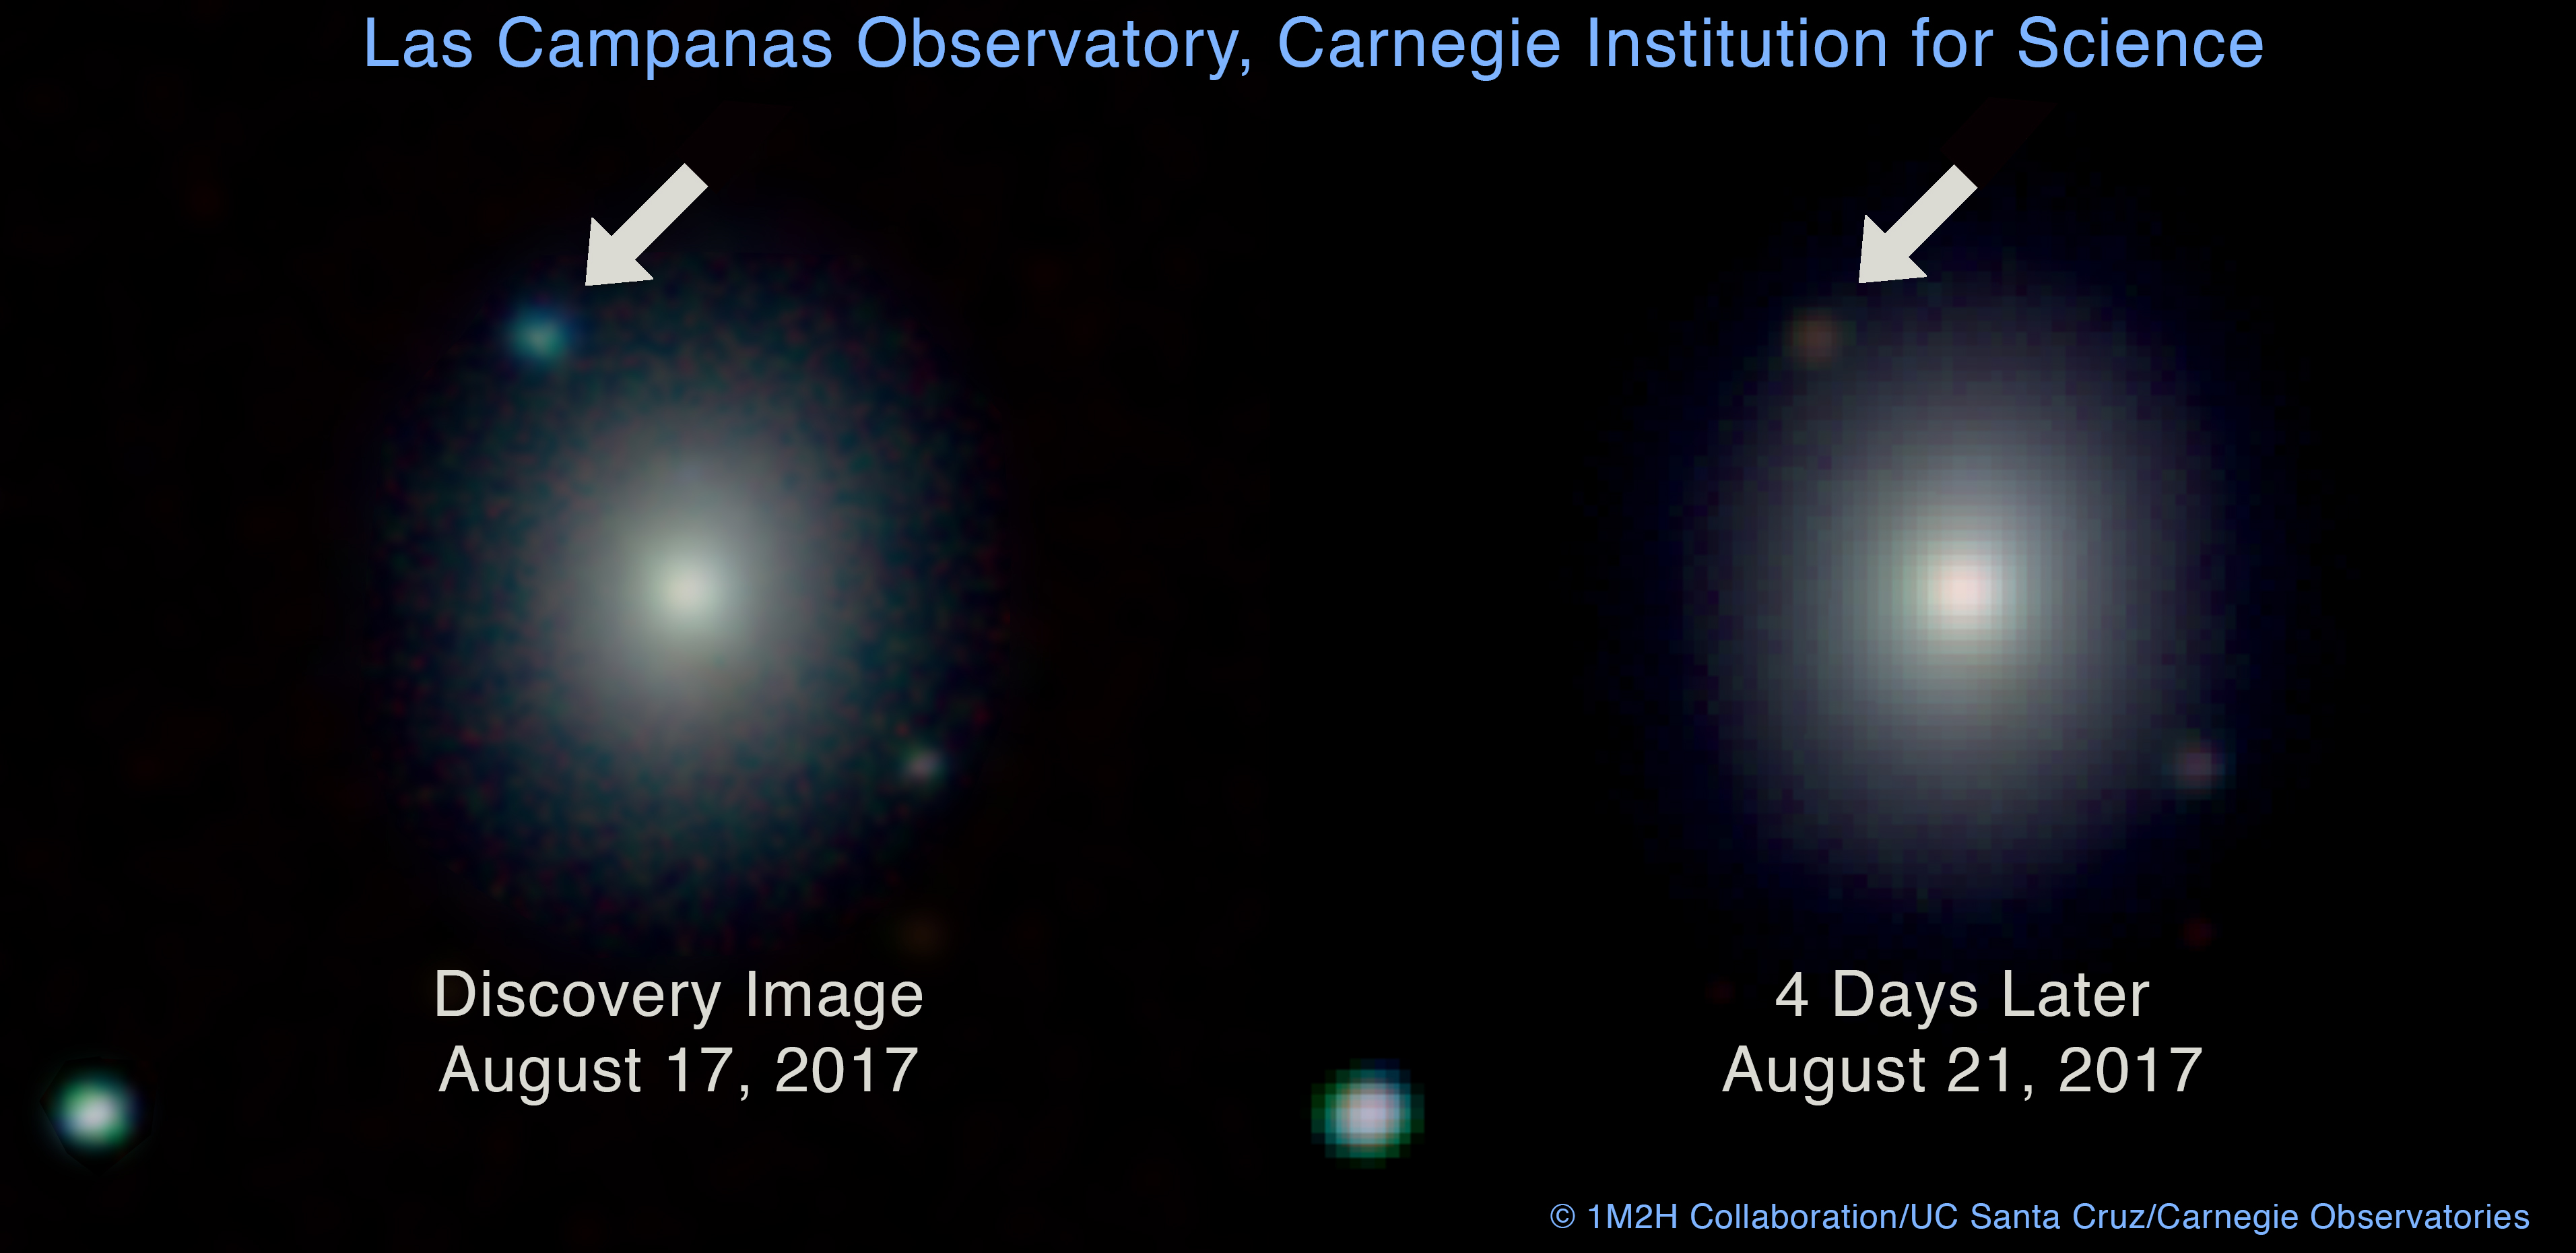 Las Campanas Observatory, Carnegie Institution for Science
Discovery Image
August 17, 2017
4 Days Later
August 21, 2017
© 1M2H Collaboration/UC Santa Cruz/Carnegie Observatories